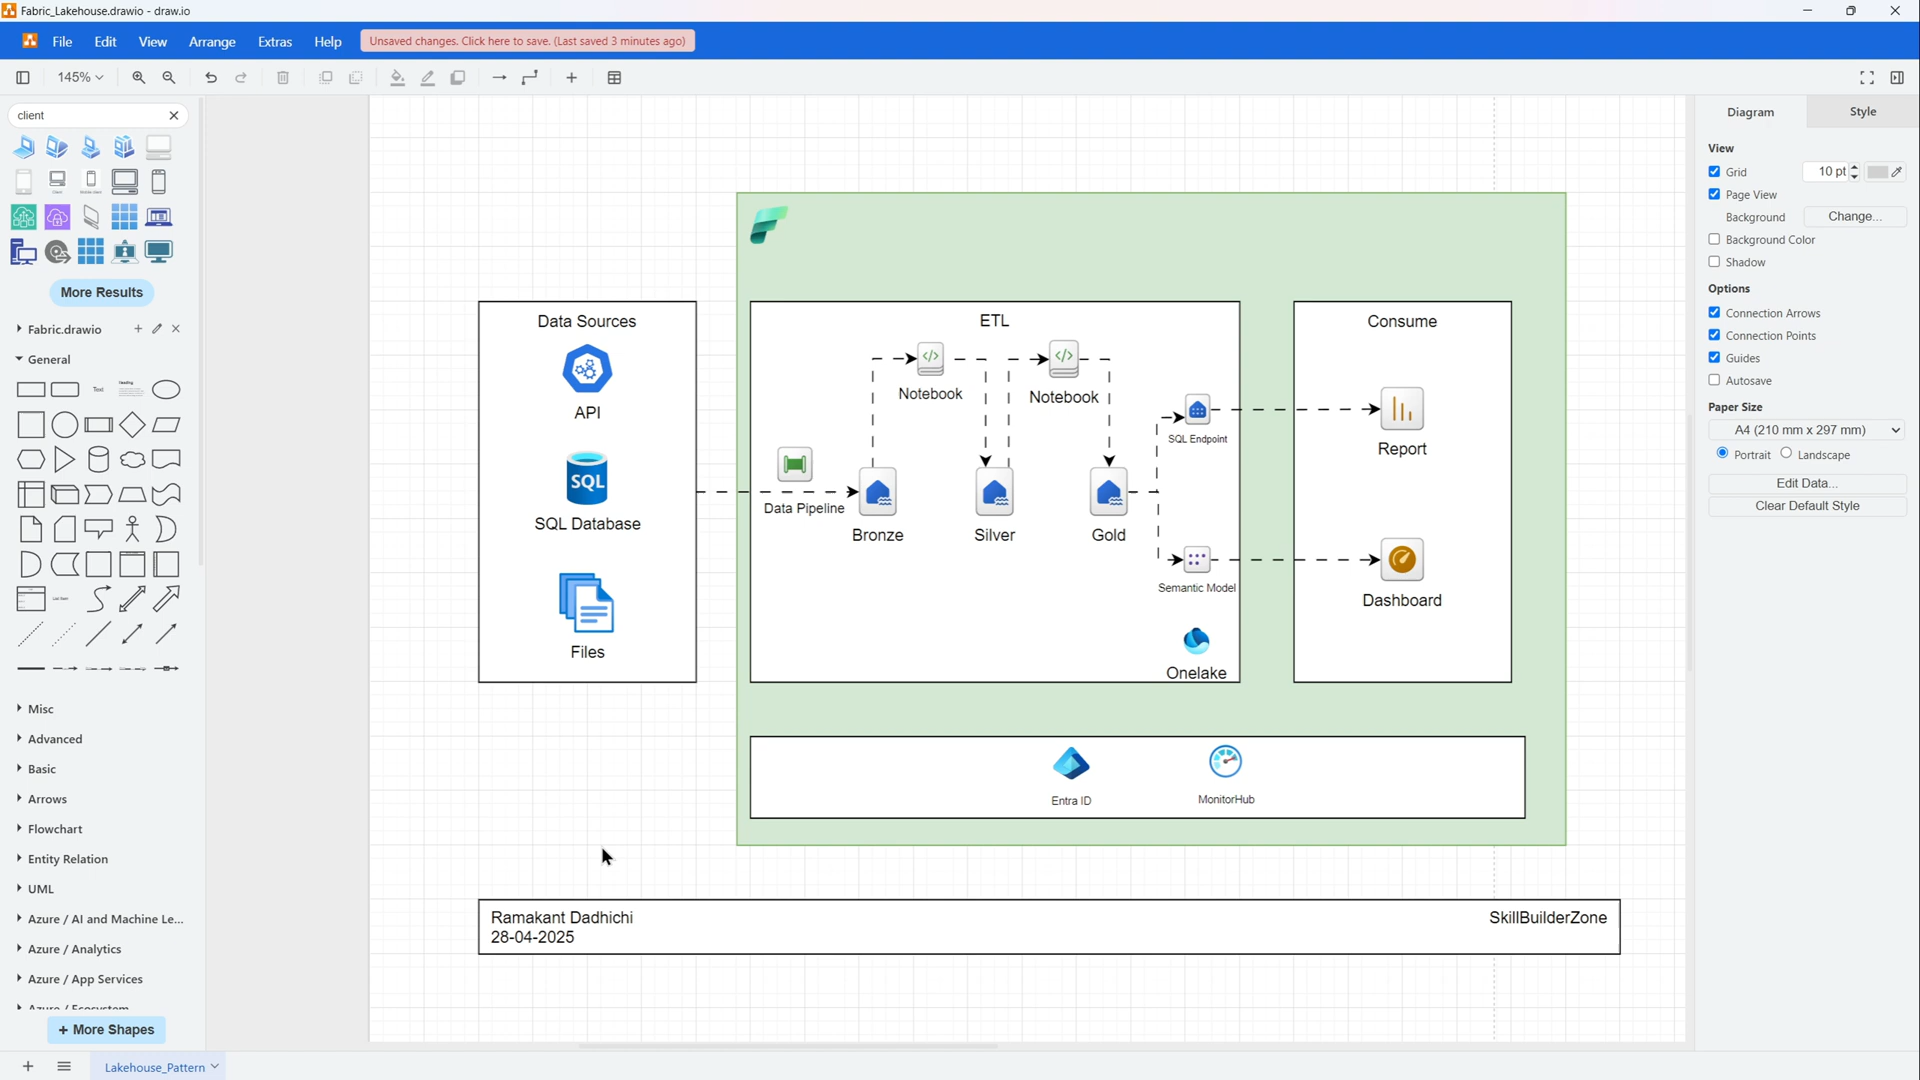 Fabric_Lakehouse.drawio - draw.io
File Edit View Arrange Extras Help Unsaved changes. Click here to save. (Last saved 3 minutes ago)
145%
client
More Results
Fabric.drawio
General
Text
Heading
Misc
Advanced
Basic
Arrows
Flowchart
Entity Relation
UML
Azure / AI and Machine Le...
Azure / Analytics
Azure / App Services
Azure / Ecosystem
+ More Shapes
Lakehouse_Pattern
Data Sources
API
SQL
SQL Database
Files
ETL
Notebook
Notebook
SQL Endpoint
Data Pipeline
Bronze
Silver
Gold
Semantic Model
Onelake
Consume
Report
Dashboard
Entra ID
MonitorHub
Ramakant Dadhichi
28-04-2025
SkillBuilderZone
Diagram Style
View
Grid 10 pt
Page View
Background Change...
Background Color
Shadow
Options
Connection Arrows
Connection Points
Guides
Autosave
Paper Size
A4 (210 mm x 297 mm)
Portrait Landscape
Edit Data...
Clear Default Style